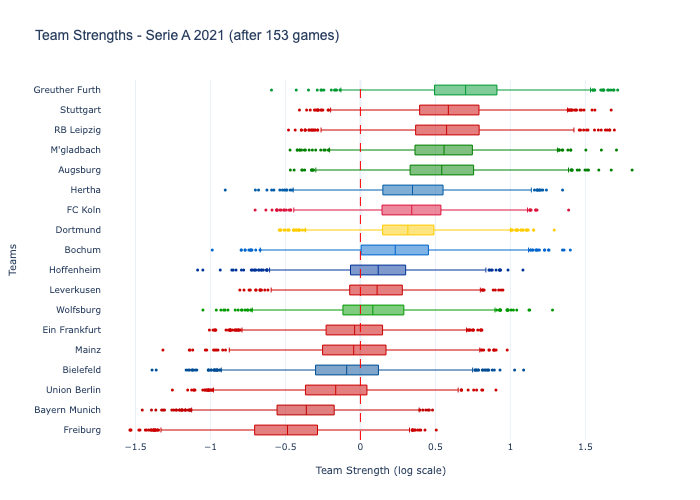 Team Strengths - Serie A 2021 (after 153 games)
Greuther Furth
Stuttgart
RB Leipzig
M'gladbach
Augsburg
Hertha
FC Koln
Dortmund
Bochum
Hoffenheim
Leverkusen
Wolfsburg
Ein Frankfurt
Mainz
Bielefeld
Union Berlin
Bayern Munich
Freiburg
Teams
−1.5 −1 −0.5 0 0.5 1 1.5
Team Strength (log scale)